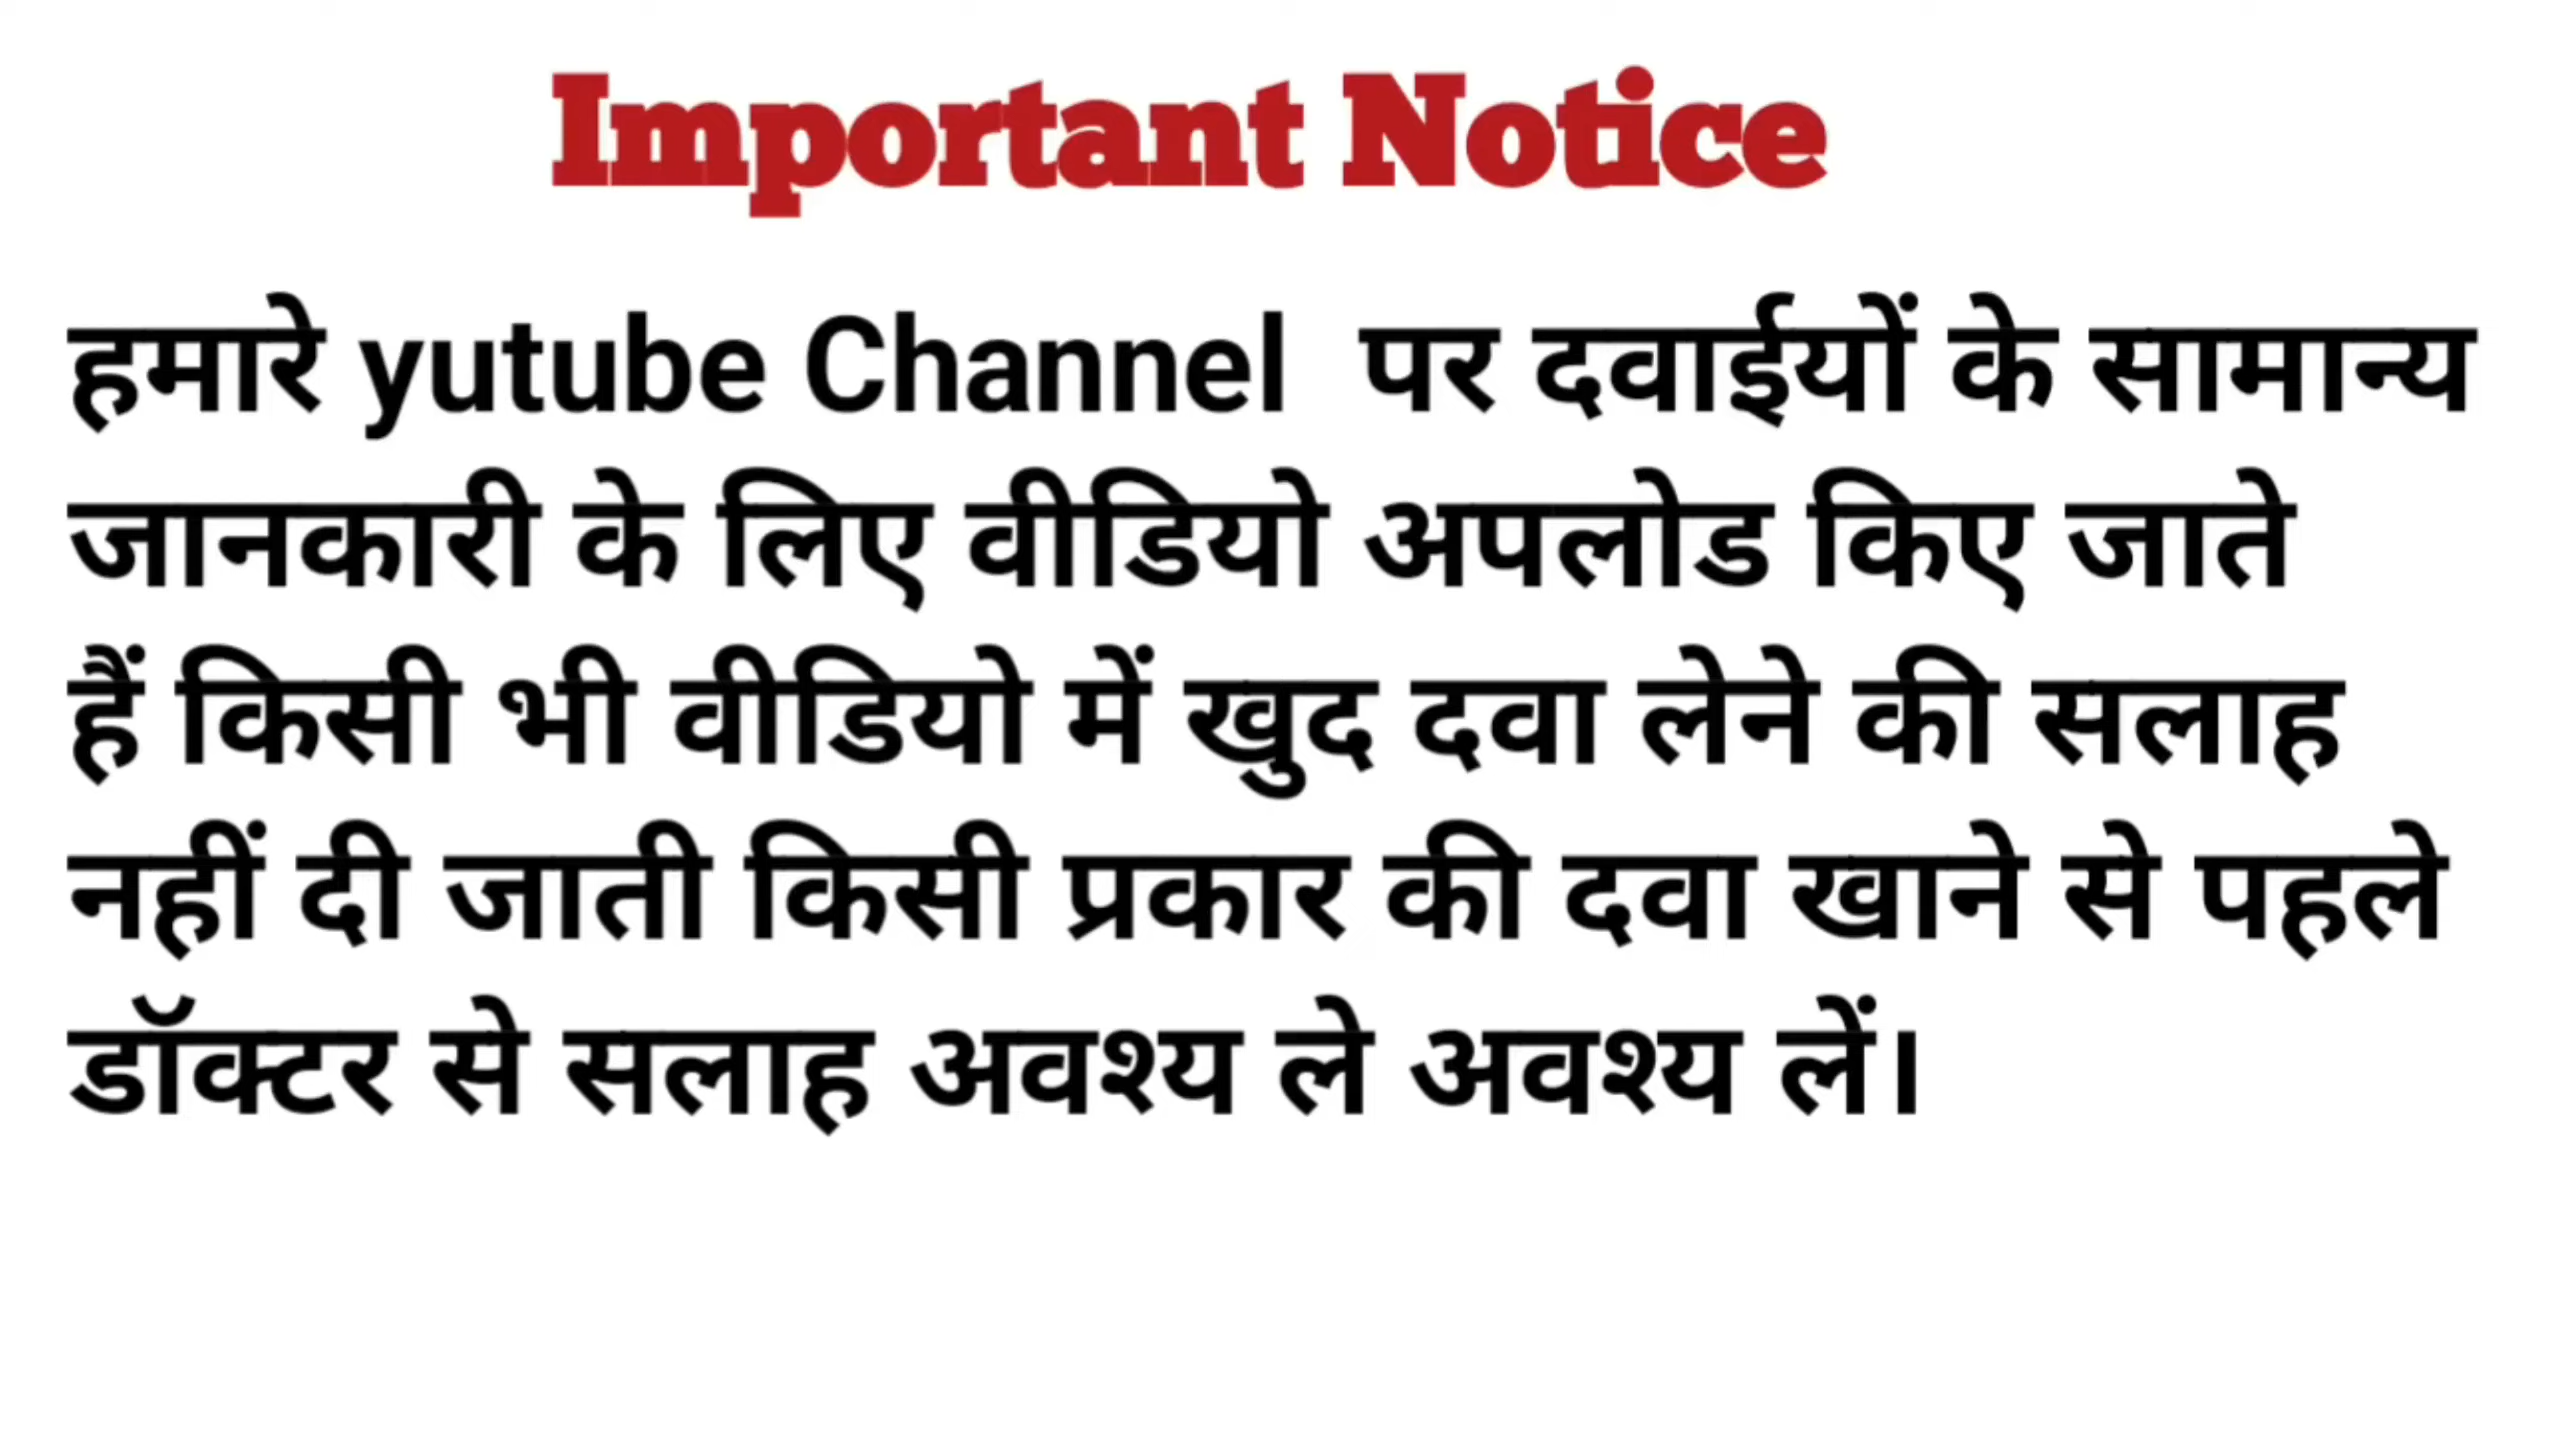 Important Notice
हमारे yutube Channel पर दवाईयों के सामान्य
जानकारी के लिए वीडियो अपलोड किए जाते
हैं किसी भी वीडियो में खुद दवा लेने की सलाह
नहीं दी जाती किसी प्रकार की दवा खाने से पहले
डॉक्टर से सलाह अवश्य ले अवश्य लें।